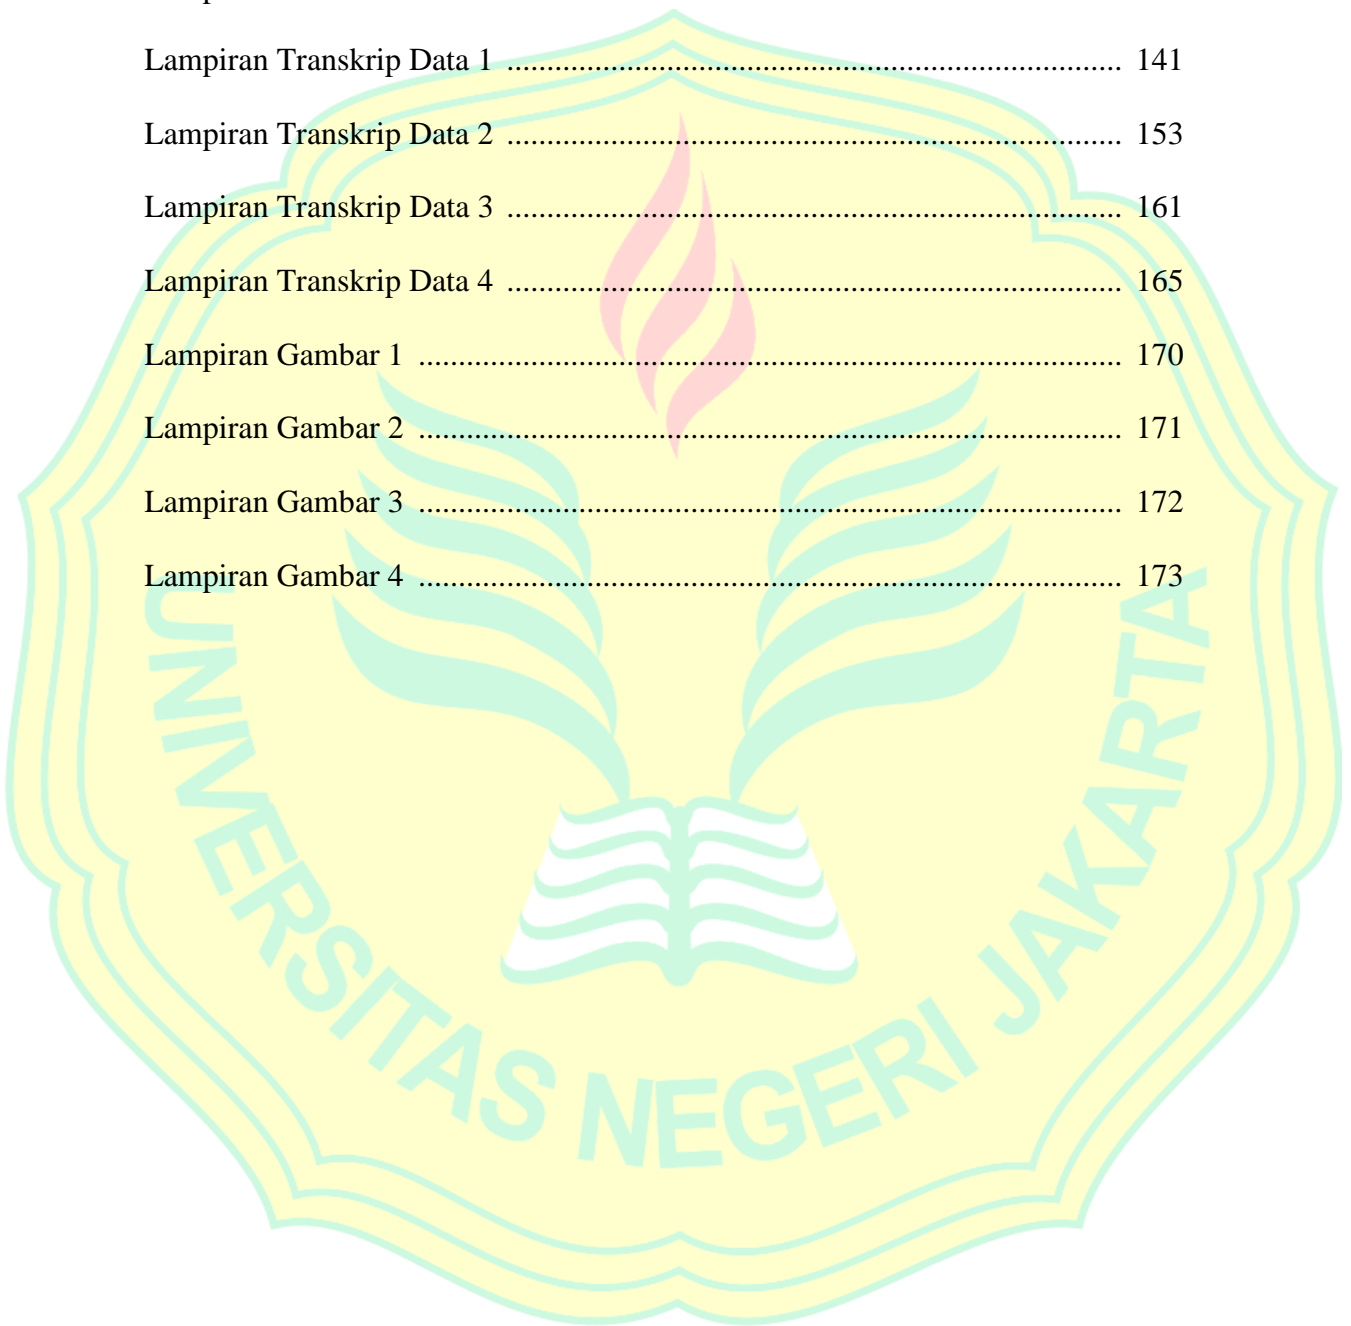 Lampiran Transkrip Data 1 ........................................................................... 141
Lampiran Transkrip Data 2 ........................................................................... 153
Lampiran Transkrip Data 3 ........................................................................... 161
Lampiran Transkrip Data 4 ........................................................................... 165
Lampiran Gambar 1 ...................................................................................... 170
Lampiran Gambar 2 ...................................................................................... 171
Lampiran Gambar 3 ...................................................................................... 172
Lampiran Gambar 4 ...................................................................................... 173
UNIVERSITAS NEGERI JAKARTA